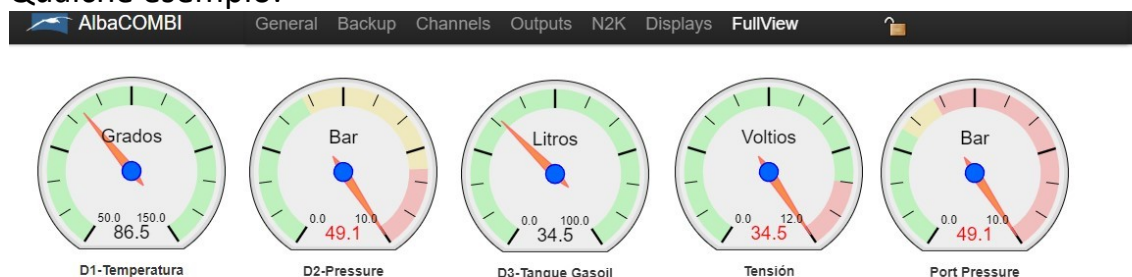 Qualche esempio:
AlbaCOMBI General Backup Channels Outputs N2K Displays FullView
Grados Bar Litros Voltios Bar
50.0 150.0 0.0 10.0 0.0 100.0 0.0 12.0 0.0 10.0
86.5 49.1 34.5 34.5 49.1
D1-Temperatura D2-Pressure D3-Tanque Gasoil Tensión Port Pressure